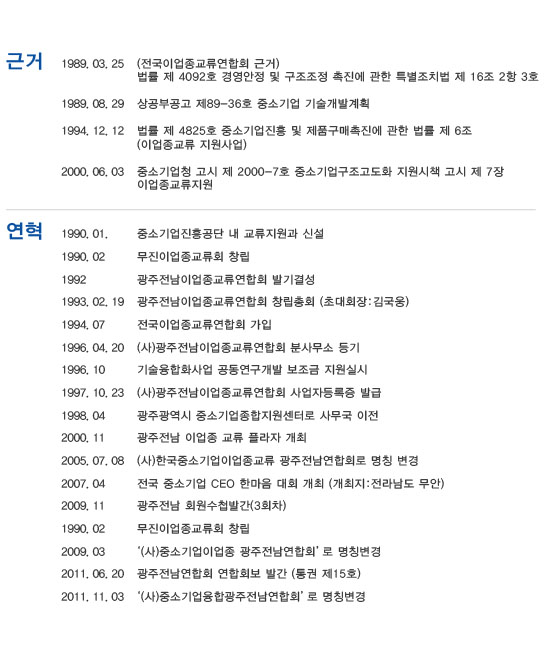 근거
1989. 03. 25 (전국이업종교류연합회 근거)
법률 제 4092호 경영안정 및 구조조정 촉진에 관한 특별조치법 제 16조 2항 3호
1989. 08. 29 상공부공고 제89-36호 중소기업 기술개발계획
1994. 12. 12 법률 제 4825호 중소기업진흥 및 제품구매촉진에 관한 법률 제 6조
(이업종교류 지원사업)
2000. 06. 03 중소기업청 고시 제 2000-7호 중소기업구조고도화 지원시책 고시 제 7장
이업종교류지원
연혁
1990. 01. 중소기업진흥공단 내 교류지원과 신설
1990. 02 무진이업종교류회 창립
1992 광주전남이업종교류연합회 발기결성
1993. 02. 19 광주전남이업종교류연합회 창립총회 (초대회장:김국웅)
1994. 07 전국이업종교류연합회 가입
1996. 04. 20 (사)광주전남이업종교류연합회 분사무소 등기
1996. 10 기술융합화사업 공동연구개발 보조금 지원실시
1997. 10. 23 (사)광주전남이업종교류연합회 사업자등록증 발급
1998. 04 광주광역시 중소기업종합지원센터로 사무국 이전
2000. 11 광주전남 이업종 교류 플라자 개최
2005. 07. 08 (사)한국중소기업이업종교류 광주전남연합회로 명칭 변경
2007. 04 전국 중소기업 CEO 한마음 대회 개최 (개최지:전라남도 무안)
2009. 11 광주전남 회원수첩발간(3회차)
1990. 02 무진이업종교류회 창립
2009. 03 '(사)중소기업이업종 광주전남연합회' 로 명칭변경
2011. 06. 20 광주전남연합회 연합회보 발간 (통권 제15호)
2011. 11. 03 '(사)중소기업융합광주전남연합회' 로 명칭변경